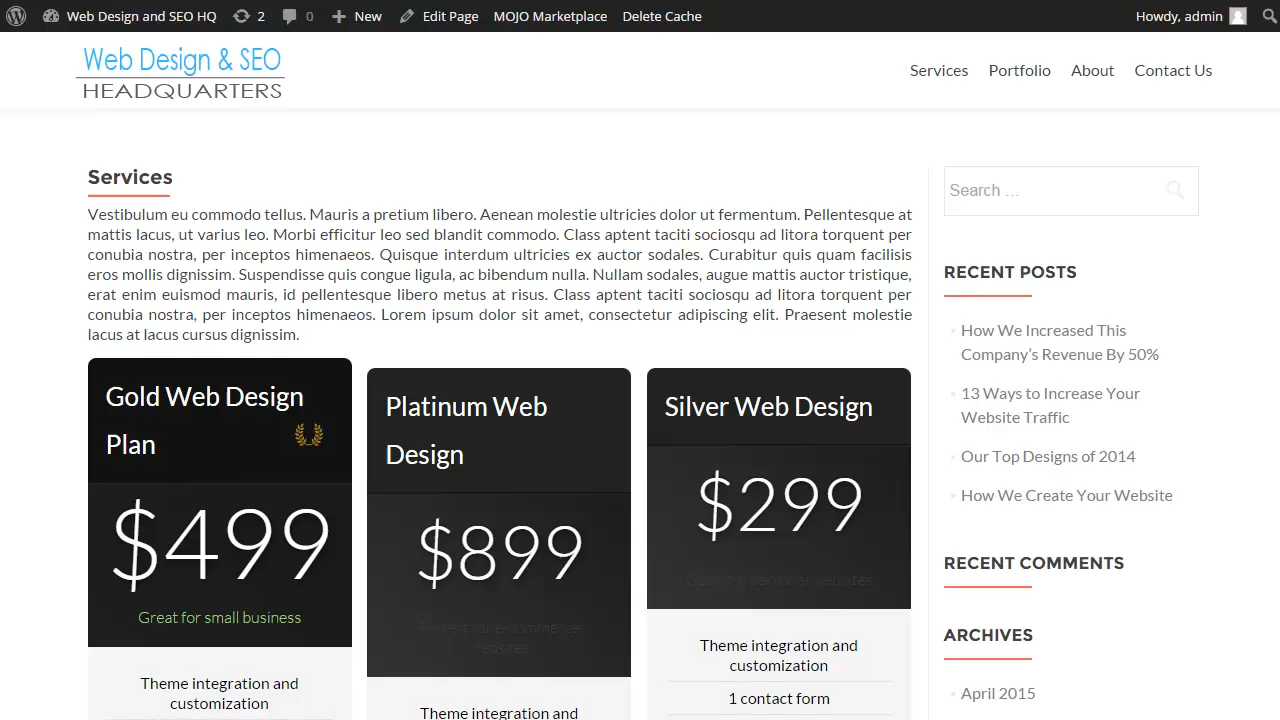 Web Design and SEO HQ 2 0 New Edit Page MOJO Marketplace Delete Cache Howdy, admin
Web Design & SEO
HEADQUARTERS
Services Portfolio About Contact Us
Services
Vestibulum eu commodo tellus. Mauris a pretium libero. Aenean molestie ultricies dolor ut fermentum. Pellentesque at
mattis lacus, ut varius leo. Morbi efficitur leo sed blandit commodo. Class aptent taciti sociosqu ad litora torquent per
conubia nostra, per inceptos himenaeos. Quisque interdum ultricies ex auctor sodales. Curabitur quis quam facilisis
eros mollis dignissim. Suspendisse quis congue ligula, ac bibendum nulla. Nullam sodales, augue mattis auctor tristique,
erat enim euismod mauris, id pellentesque libero metus at risus. Class aptent taciti sociosqu ad litora torquent per
conubia nostra, per inceptos himenaeos. Lorem ipsum dolor sit amet, consectetur adipiscing elit. Praesent molestie
lacus at lacus cursus dignissim.
Gold Web Design
Plan
$499
Great for small business
Theme integration and
customization
Platinum Web
Design
$899
Theme integration and
Silver Web Design
$299
personal websites
Theme integration and
customization
1 contact form
Search …
RECENT POSTS
How We Increased This
Company’s Revenue By 50%
13 Ways to Increase Your
Website Traffic
Our Top Designs of 2014
How We Create Your Website
RECENT COMMENTS
ARCHIVES
April 2015